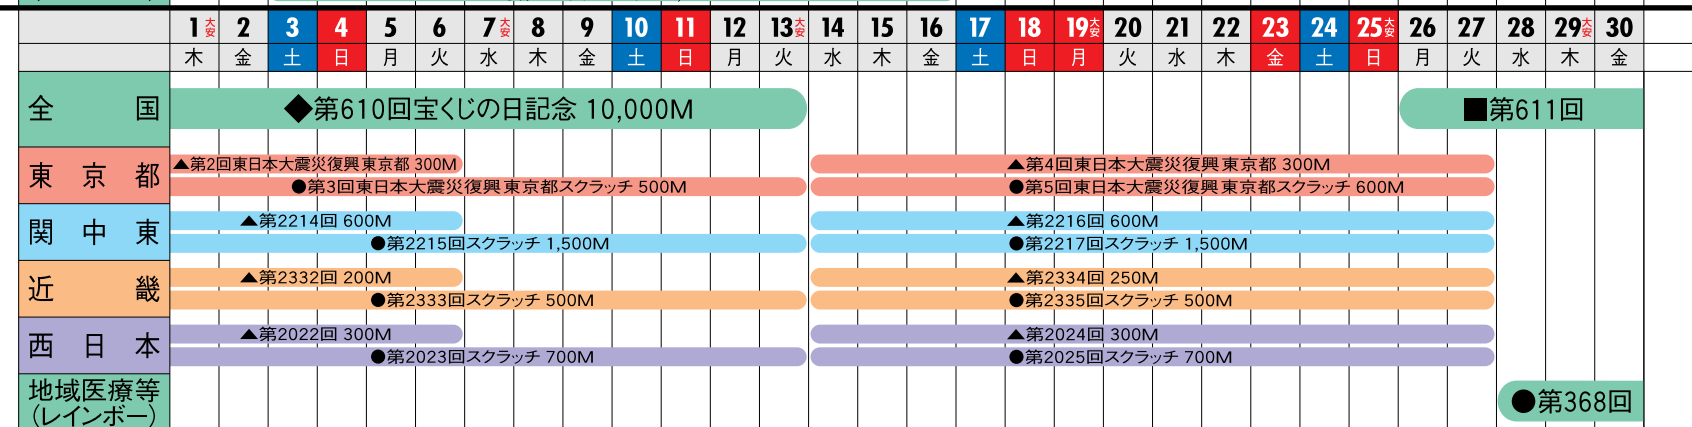 1 大安 2 3 4 5 6 7 大安 8 9 10 11 12 13 大安 14 15 16 17 18 19 大安 20 21 22 23 24 25 大安 26 27 28 29 大安 30
木 金 土 日 月 火 水 木 金 土 日 月 火 水 木 金 土 日 月 火 水 木 金 土 日 月 火 水 木 金
全国 ◆第610回宝くじの日記念 10,000M ■第611回
東京都
▲第2回東日本大震災復興東京都 300M ▲第4回東日本大震災復興東京都 300M
●第3回東日本大震災復興東京都スクラッチ 500M ●第5回東日本大震災復興東京都スクラッチ 600M
関中東
▲第2214回 600M ▲第2216回 600M
●第2215回スクラッチ 1,500M ●第2217回スクラッチ 1,500M
近畿
▲第2332回 200M ▲第2334回 250M
●第2333回スクラッチ 500M ●第2335回スクラッチ 500M
西日本
▲第2022回 300M ▲第2024回 300M
●第2023回スクラッチ 700M ●第2025回スクラッチ 700M
地域医療等
(レインボー) ●第368回